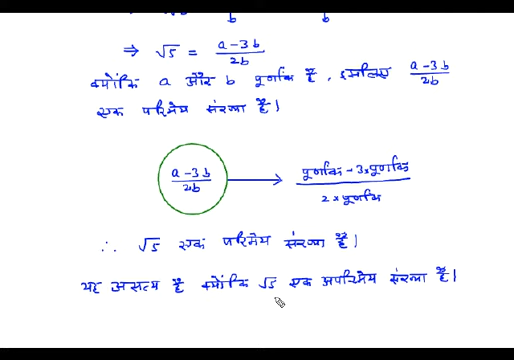 b b
⇒ √5 = (a-3b)/2b
क्योंकि a और b पूर्णांक हैं, इसलिए (a-3b)/2b
एक परिमेय संख्या है।
(a-3b)/2b → (पूर्णांक - 3×पूर्णांक)/(2×पूर्णांक)
∴ √5 एक परिमेय संख्या है।
यह असत्य है क्योंकि √5 एक अपरिमेय संख्या है।